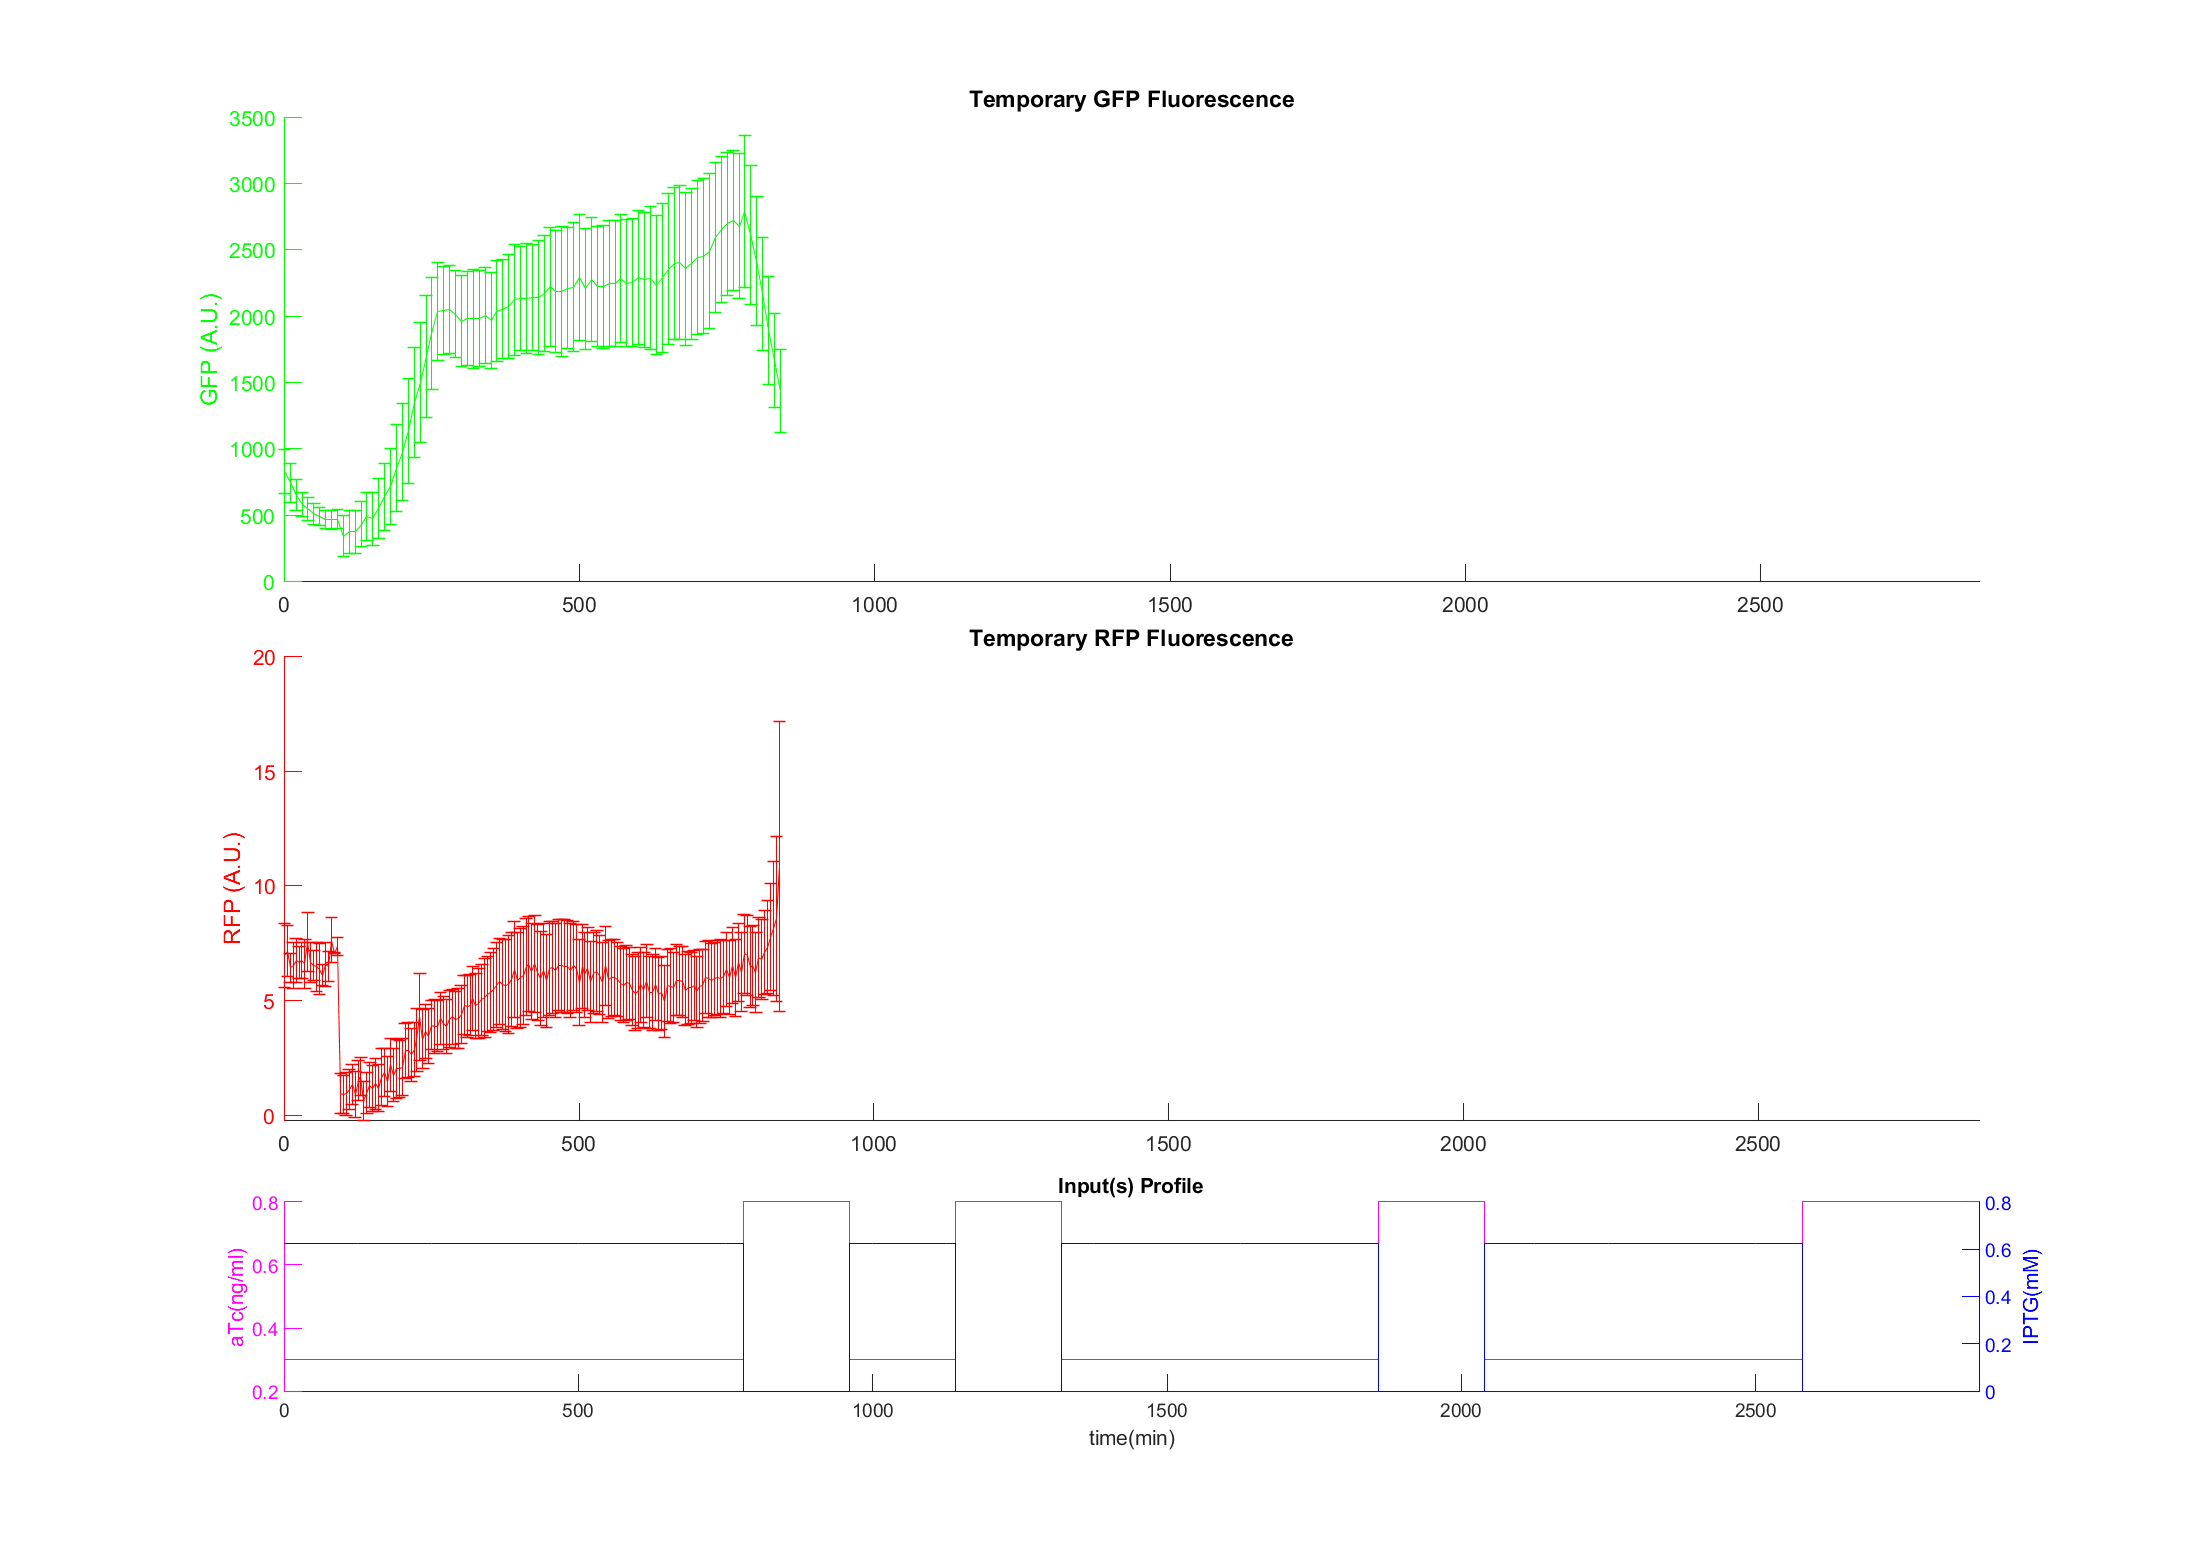 Temporary GFP Fluorescence
3500
3000
2500
2000
1500
1000
500
0
GFP (A.U.)
0 500 1000 1500 2000 2500
Temporary RFP Fluorescence
20
15
10
5
0
RFP (A.U.)
0 500 1000 1500 2000 2500
Input(s) Profile
0.8
0.6
0.4
0.2
aTc(ng/ml)
0.8
0.6
0.4
0.2
0
IPTG(mM)
0 500 1000 1500 2000 2500
time(min)